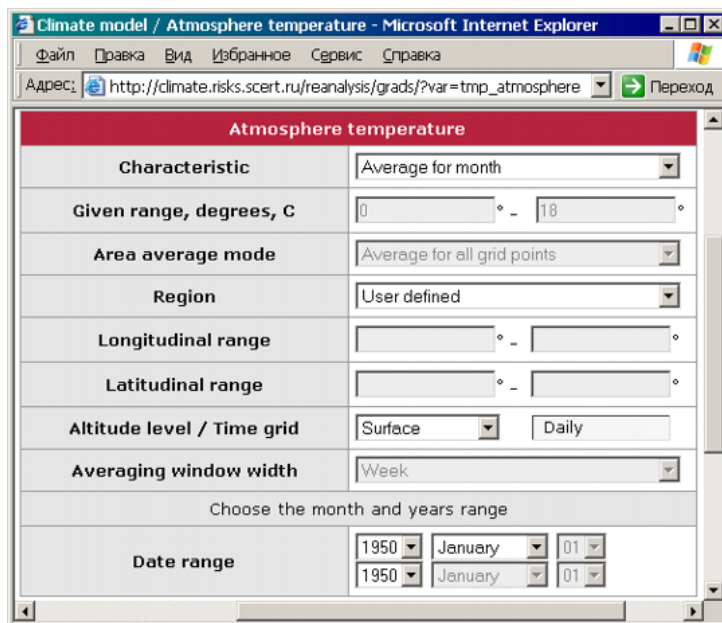 Climate model / Atmosphere temperature - Microsoft Internet Explorer
Файл Правка Вид Избранное Сервис Справка
Адрес: http://climate.risks.scert.ru/reanalysis/grads/?var=tmp_atmosphere Переход
Atmosphere temperature
Characteristic Average for month
Given range, degrees, C 0 ° - 18 °
Area average mode Average for all grid points
Region User defined
Longitudinal range ° - °
Latitudinal range ° - °
Altitude level / Time grid Surface Daily
Averaging window width Week
Choose the month and years range
Date range 1950 January 01
1950 January 01